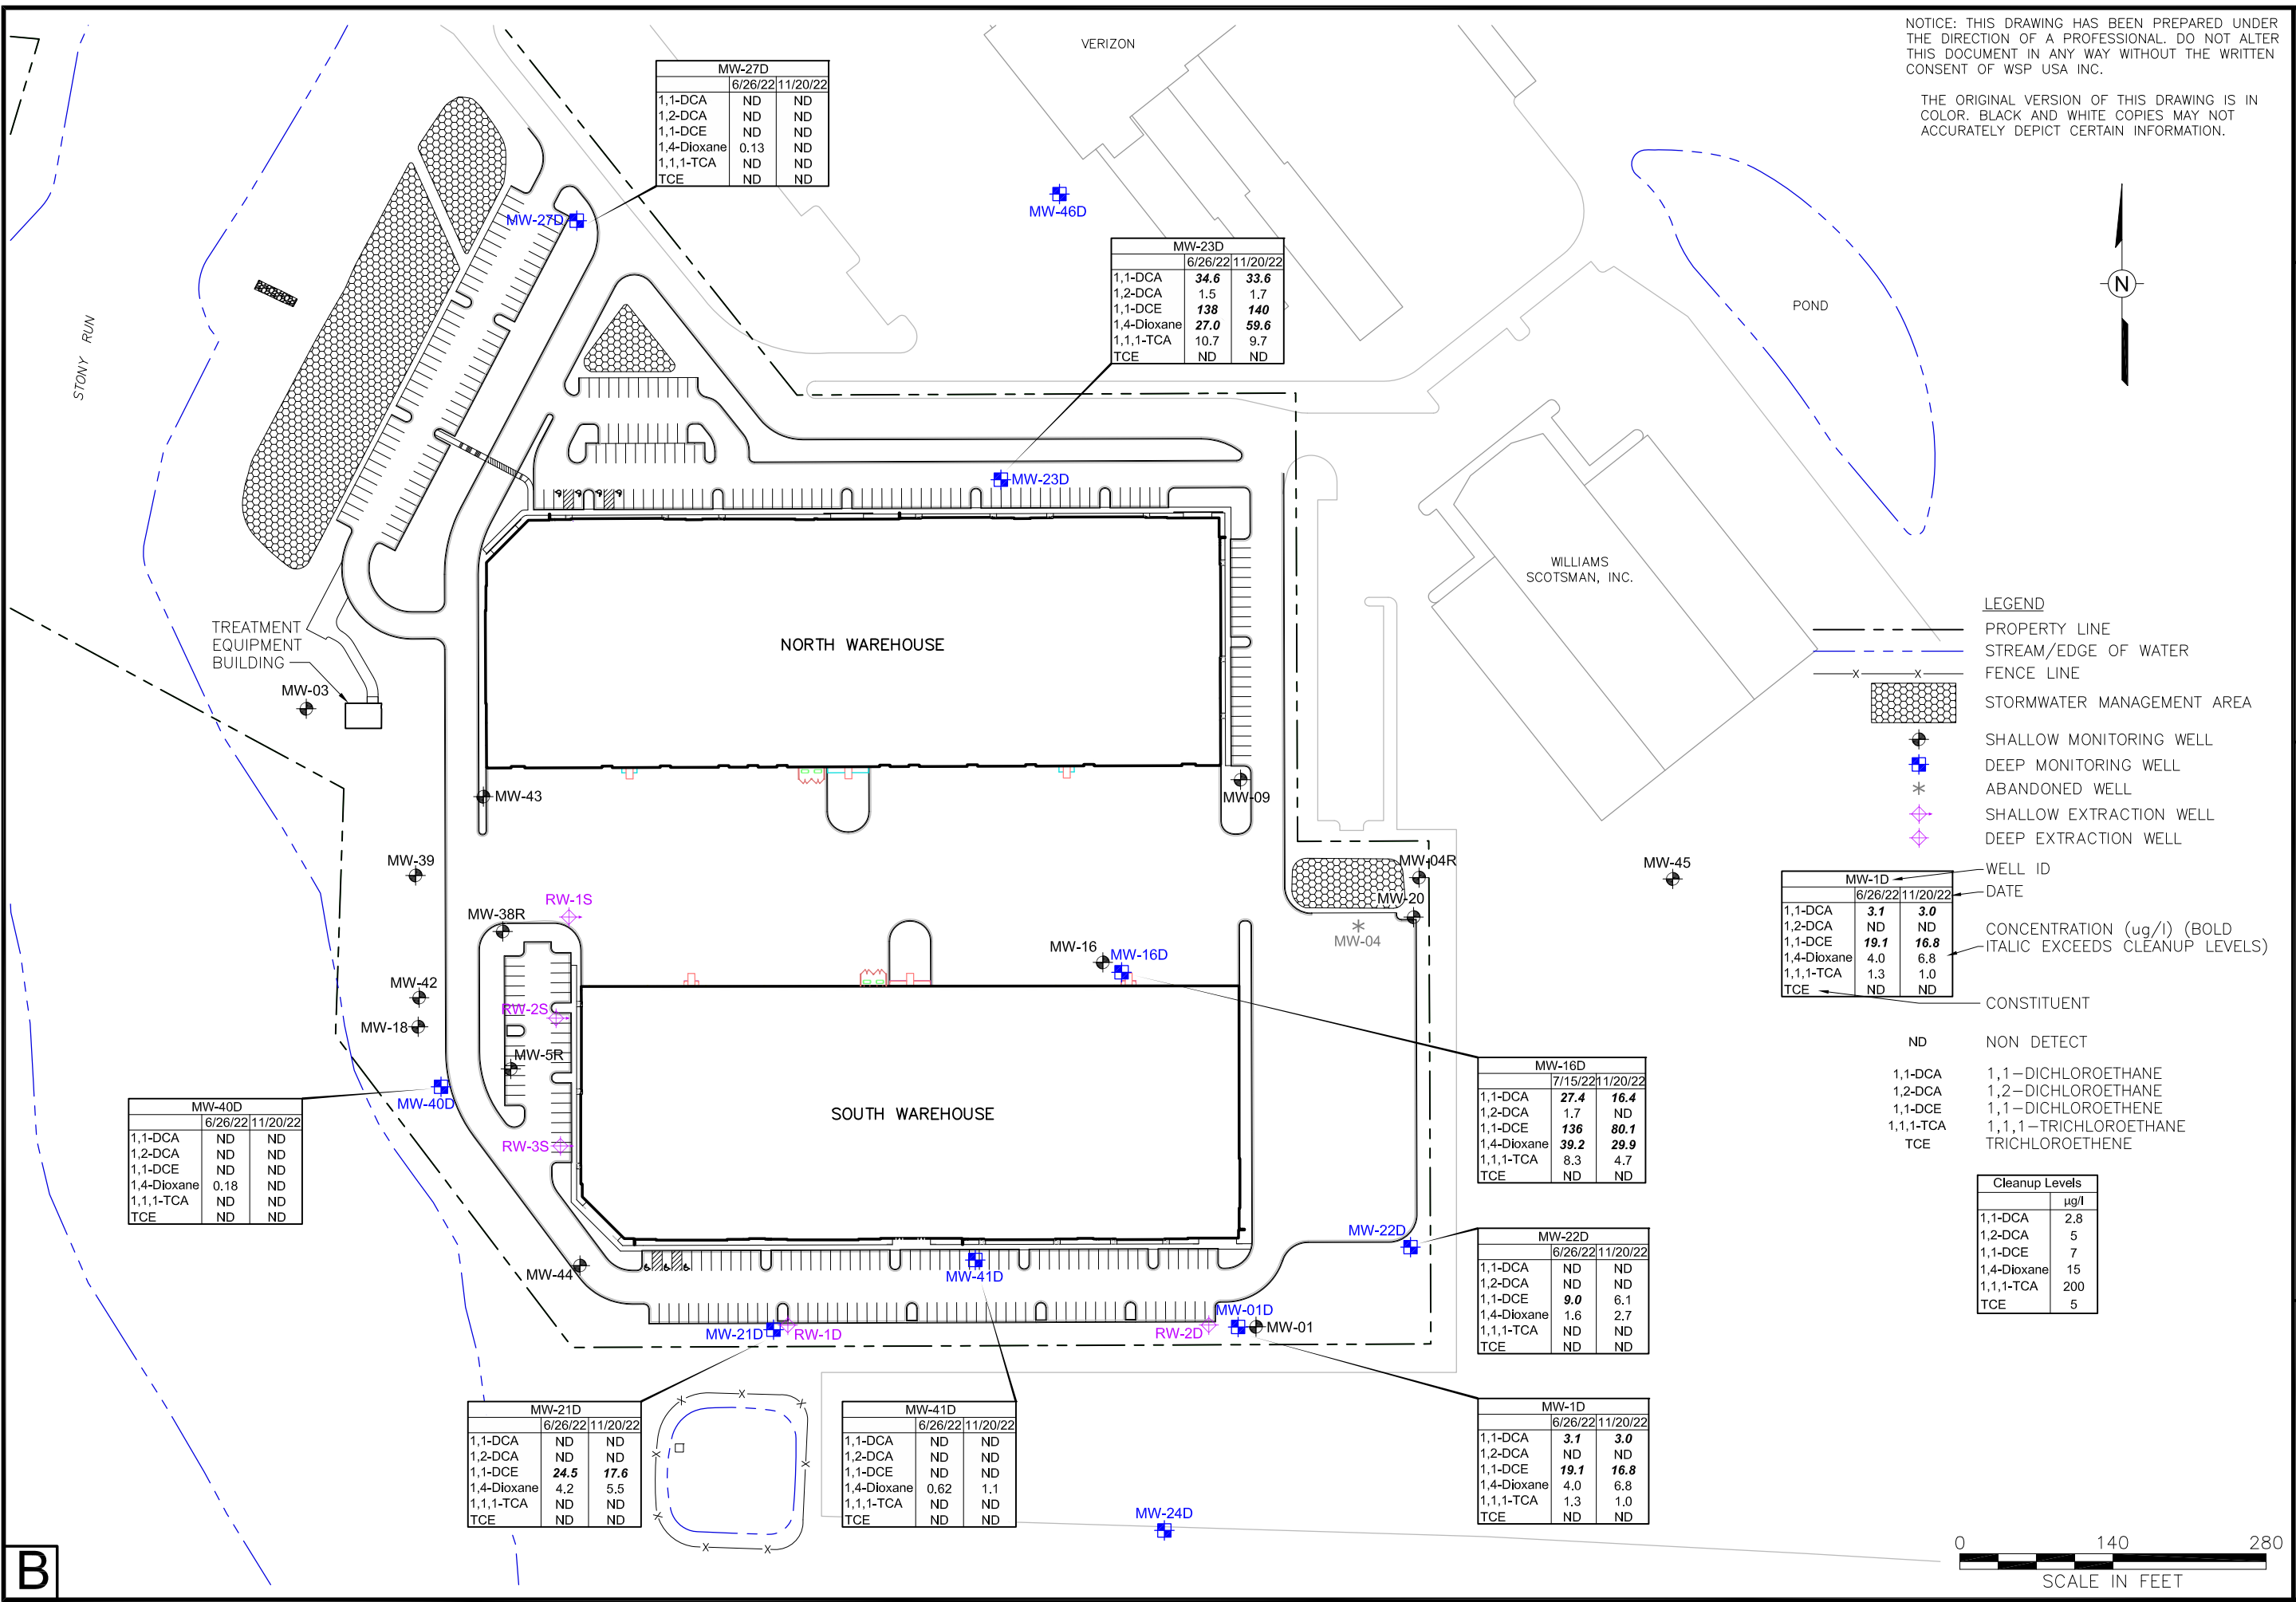 NOTICE: THIS DRAWING HAS BEEN PREPARED UNDER
THE DIRECTION OF A PROFESSIONAL. DO NOT ALTER
THIS DOCUMENT IN ANY WAY WITHOUT THE WRITTEN
CONSENT OF WSP USA INC.
THE ORIGINAL VERSION OF THIS DRAWING IS IN
COLOR. BLACK AND WHITE COPIES MAY NOT
ACCURATELY DEPICT CERTAIN INFORMATION.
VERIZON
MW-27D
6/26/22 11/20/22
1,1-DCA ND ND
1,2-DCA ND ND
1,1-DCE ND ND
1,4-Dioxane 0.13 ND
1,1,1-TCA ND ND
TCE ND ND
MW-27D
MW-46D
MW-23D
6/26/22 11/20/22
1,1-DCA 34.6 33.6
1,2-DCA 1.5 1.7
1,1-DCE 138 140
1,4-Dioxane 27.0 59.6
1,1,1-TCA 10.7 9.7
TCE ND ND
N
POND
STONY RUN
MW-23D
WILLIAMS
SCOTSMAN, INC.
NORTH WAREHOUSE
TREATMENT
EQUIPMENT
BUILDING
MW-03
MW-43
MW-09
MW-39
MW-04R
MW-45
MW-20
MW-04
RW-1S
MW-38R
MW-16
MW-16D
MW-42
RW-2S
MW-18
MW-5R
MW-40D
SOUTH WAREHOUSE
RW-3S
LEGEND
PROPERTY LINE
STREAM/EDGE OF WATER
X X FENCE LINE
STORMWATER MANAGEMENT AREA
SHALLOW MONITORING WELL
DEEP MONITORING WELL
ABANDONED WELL
SHALLOW EXTRACTION WELL
DEEP EXTRACTION WELL
WELL ID
DATE
CONCENTRATION (ug/l) (BOLD
ITALIC EXCEEDS CLEANUP LEVELS)
CONSTITUENT
MW-1D
6/26/22 11/20/22
1,1-DCA 3.1 3.0
1,2-DCA ND ND
1,1-DCE 19.1 16.8
1,4-Dioxane 4.0 6.8
1,1,1-TCA 1.3 1.0
TCE ND ND
ND NON DETECT
1,1-DCA 1,1-DICHLOROETHANE
1,2-DCA 1,2-DICHLOROETHANE
1,1-DCE 1,1-DICHLOROETHENE
1,1,1-TCA 1,1,1-TRICHLOROETHANE
TCE TRICHLOROETHENE
Cleanup Levels
µg/l
1,1-DCA 2.8
1,2-DCA 5
1,1-DCE 7
1,4-Dioxane 15
1,1,1-TCA 200
TCE 5
MW-16D
7/15/22 11/20/22
1,1-DCA 27.4 16.4
1,2-DCA 1.7 ND
1,1-DCE 136 80.1
1,4-Dioxane 39.2 29.9
1,1,1-TCA 8.3 4.7
TCE ND ND
MW-40D
6/26/22 11/20/22
1,1-DCA ND ND
1,2-DCA ND ND
1,1-DCE ND ND
1,4-Dioxane 0.18 ND
1,1,1-TCA ND ND
TCE ND ND
MW-22D
MW-22D
6/26/22 11/20/22
1,1-DCA ND ND
1,2-DCA ND ND
1,1-DCE 9.0 6.1
1,4-Dioxane 1.6 2.7
1,1,1-TCA ND ND
TCE ND ND
MW-44
MW-41D
MW-21D
RW-1D
RW-2D
MW-01D
MW-01
MW-21D
6/26/22 11/20/22
1,1-DCA ND ND
1,2-DCA ND ND
1,1-DCE 24.5 17.6
1,4-Dioxane 4.2 5.5
1,1,1-TCA ND ND
TCE ND ND
X X X X X X X X
MW-41D
6/26/22 11/20/22
1,1-DCA ND ND
1,2-DCA ND ND
1,1-DCE ND ND
1,4-Dioxane 0.62 1.1
1,1,1-TCA ND ND
TCE ND ND
MW-24D
MW-1D
6/26/22 11/20/22
1,1-DCA 3.1 3.0
1,2-DCA ND ND
1,1-DCE 19.1 16.8
1,4-Dioxane 4.0 6.8
1,1,1-TCA 1.3 1.0
TCE ND ND
B
0 140 280
SCALE IN FEET